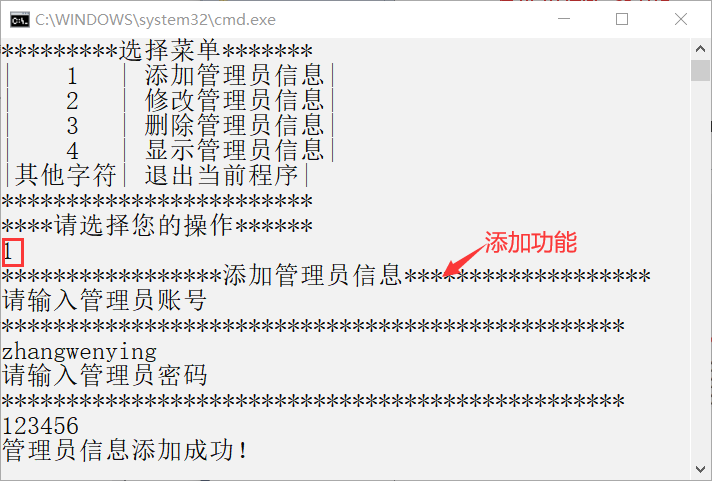 C:\WINDOWS\system32\cmd.exe
*********选择菜单*******
|    1    | 添加管理员信息|
|    2    | 修改管理员信息|
|    3    | 删除管理员信息|
|    4    | 显示管理员信息|
|其他字符| 退出当前程序|
**************************
****请选择您的操作******
1
添加功能
*******************添加管理员信息*******************
请输入管理员账号
************************************************
zhangwenying
请输入管理员密码
************************************************
123456
管理员信息添加成功!